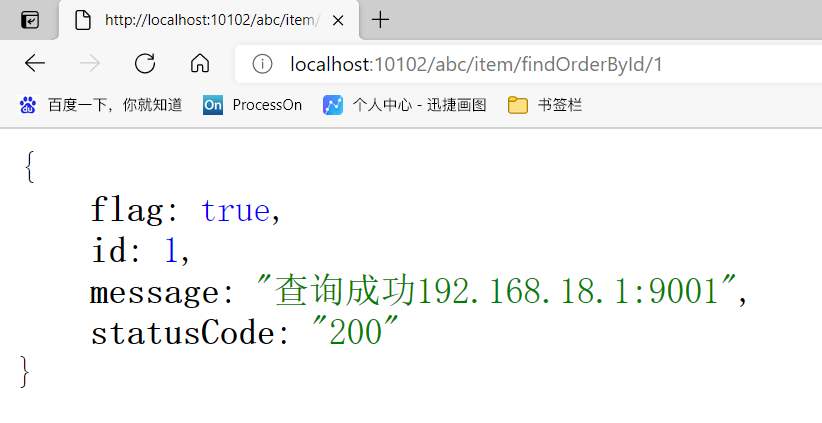 http://localhost:10102/abc/item/
localhost:10102/abc/item/findOrderById/1
百度一下，你就知道 On ProcessOn 个人中心 - 迅捷画图 书签栏
{
flag: true,
id: 1,
message: "查询成功192.168.18.1:9001",
statusCode: "200"
}